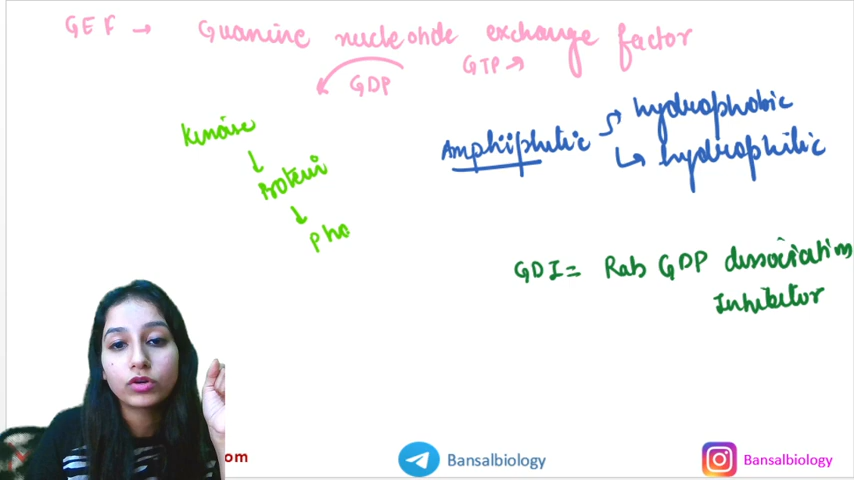 GEF → Guanine nucleotide exchange factor
GDP
GTP →
Kinase
↓
Protein
↓
Pho
Amphiphilic
hydrophobic
hydrophilic
GDI = Rab GDP dissociation
Inhibitor
om
Bansalbiology
Bansalbiology